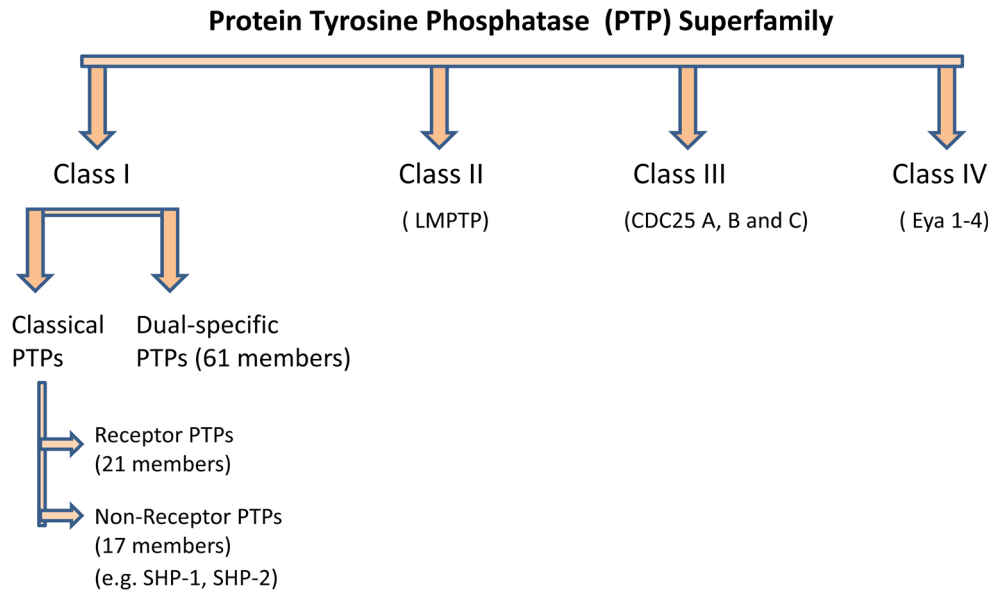 Protein Tyrosine Phosphatase  (PTP) Superfamily
Class I
Class II
Class III
Class IV
( LMPTP)
(CDC25 A, B and C)
( Eya 1-4)
Classical
PTPs
Dual-specific
PTPs (61 members)
Receptor PTPs
(21 members)
Non-Receptor PTPs
(17 members)
(e.g. SHP-1, SHP-2)